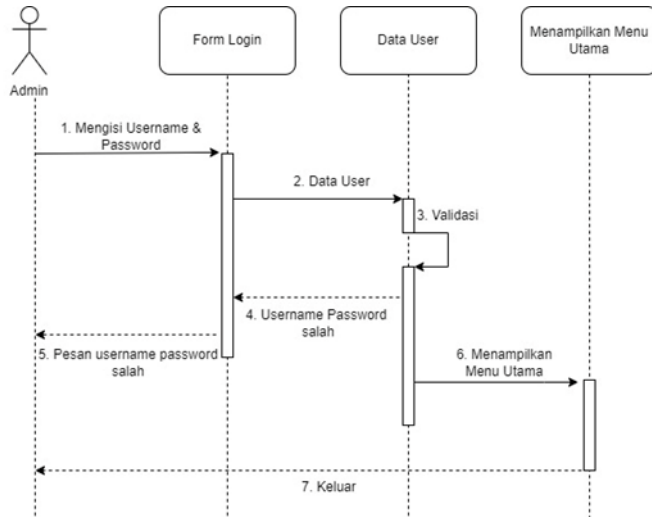 Form Login
Data User
Menampilkan Menu
Utama
Admin
1. Mengisi Username &
Password
2. Data User
3. Validasi
4. Username Password
salah
5. Pesan username password
salah
6. Menampilkan
Menu Utama
7. Keluar